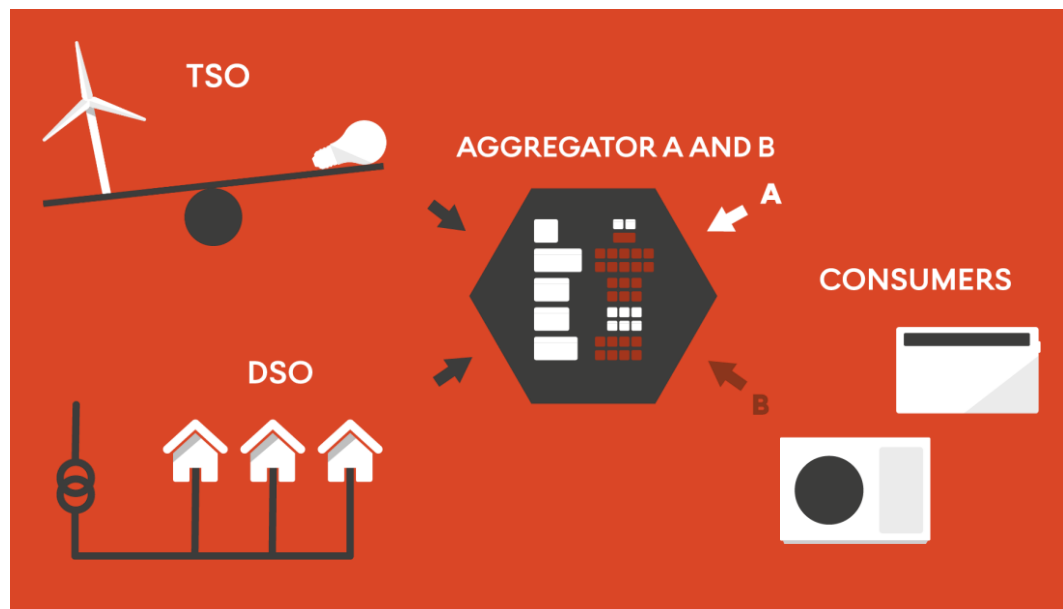 TSO
AGGREGATOR A AND B
A
CONSUMERS
DSO
B